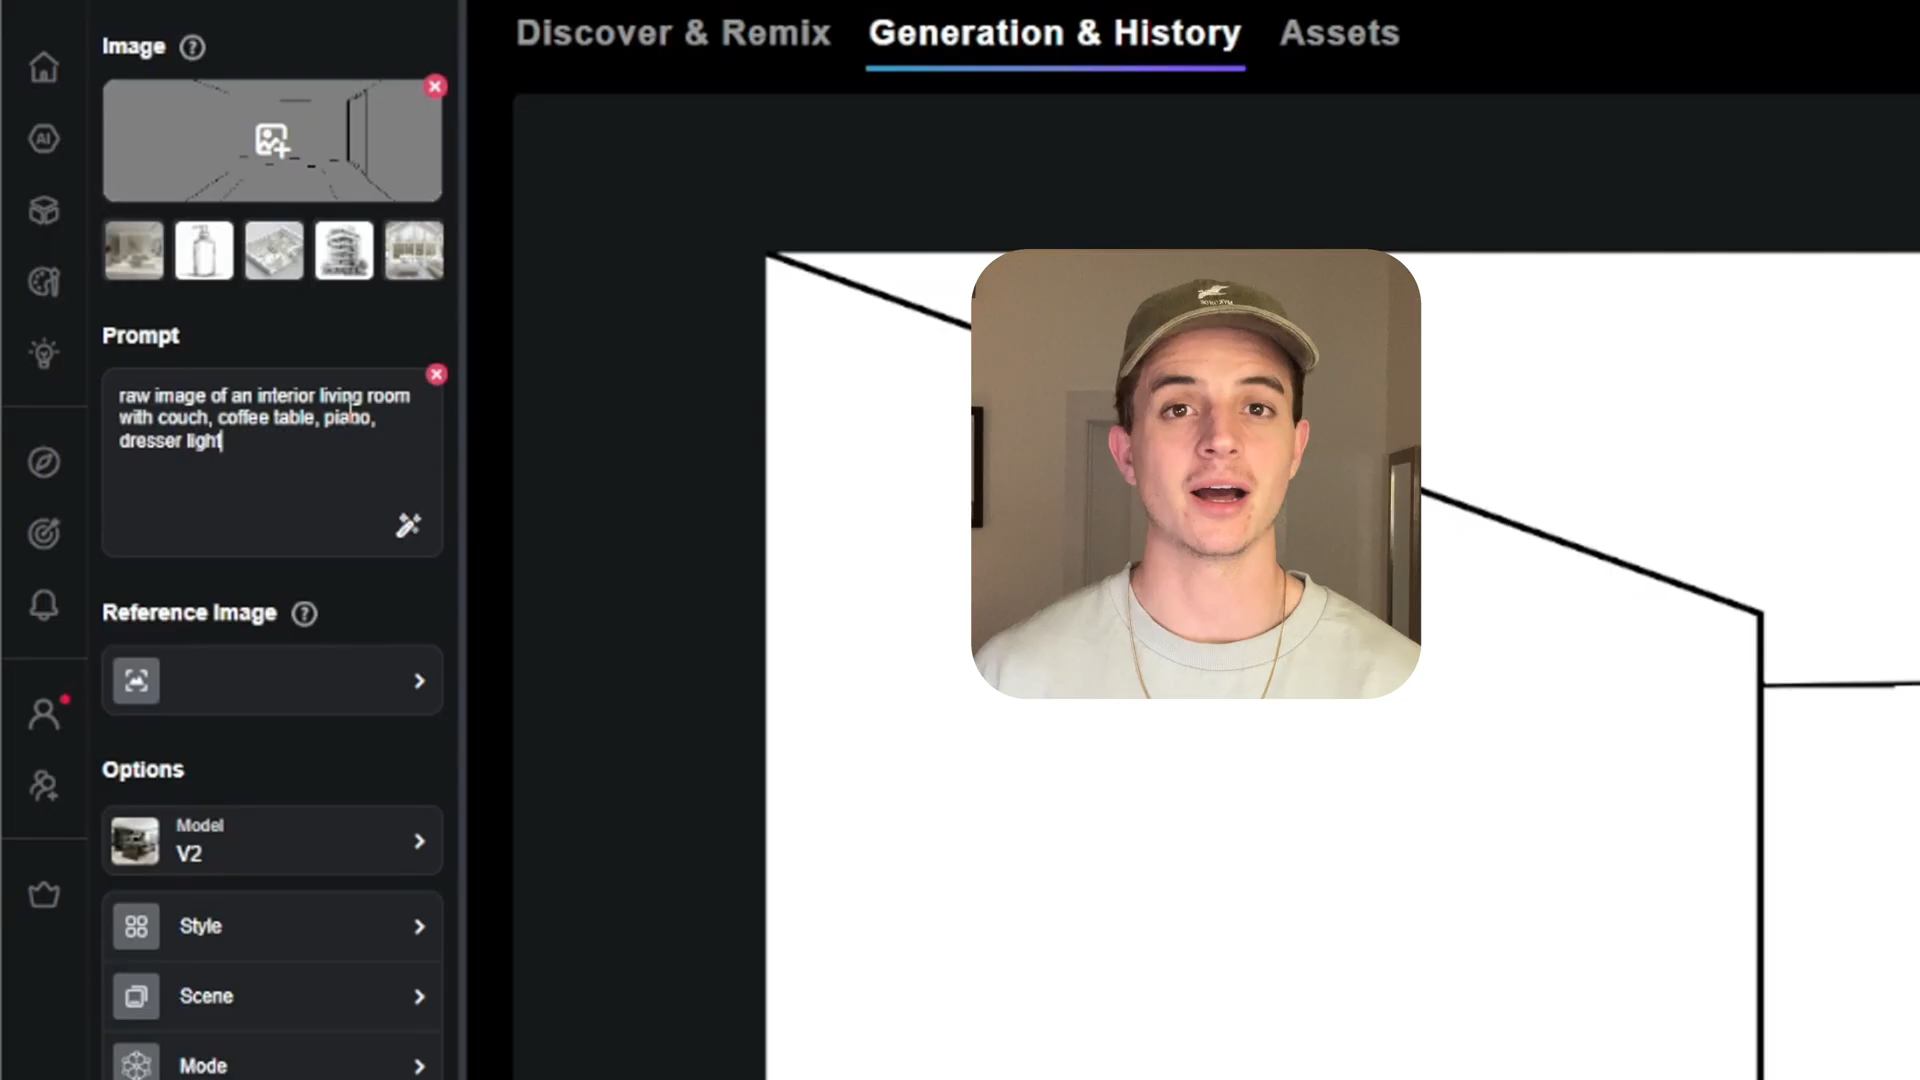 Image
Discover & Remix
Generation & History
Assets
AI
Prompt
raw image of an interior living room
with couch, coffee table, piano,
dresser light
Reference Image
Options
Model
V2
Style
Scene
Mode